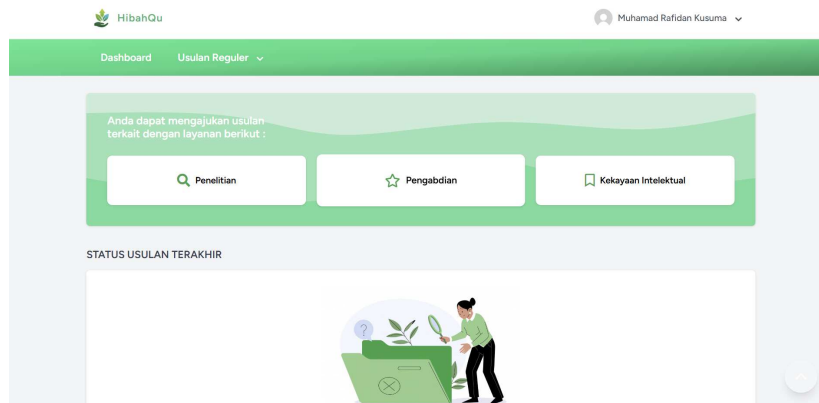 HibahQu
Muhamad Rafidan Kusuma
Dashboard
Usulan Reguler
Anda dapat mengajukan usulan
terkait dengan layanan berikut :
Penelitian
Pengabdian
Kekayaan Intelektual
STATUS USULAN TERAKHIR
?